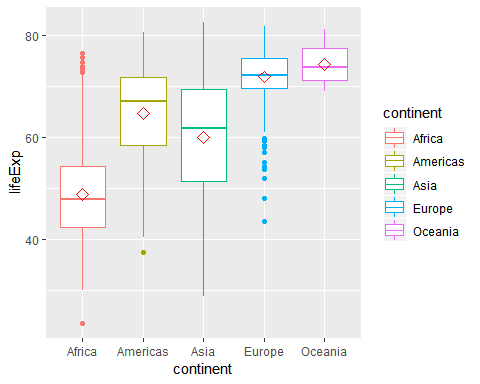 lifeExp
80
60
40
Africa Americas Asia Europe Oceania
continent
continent
Africa
Americas
Asia
Europe
Oceania